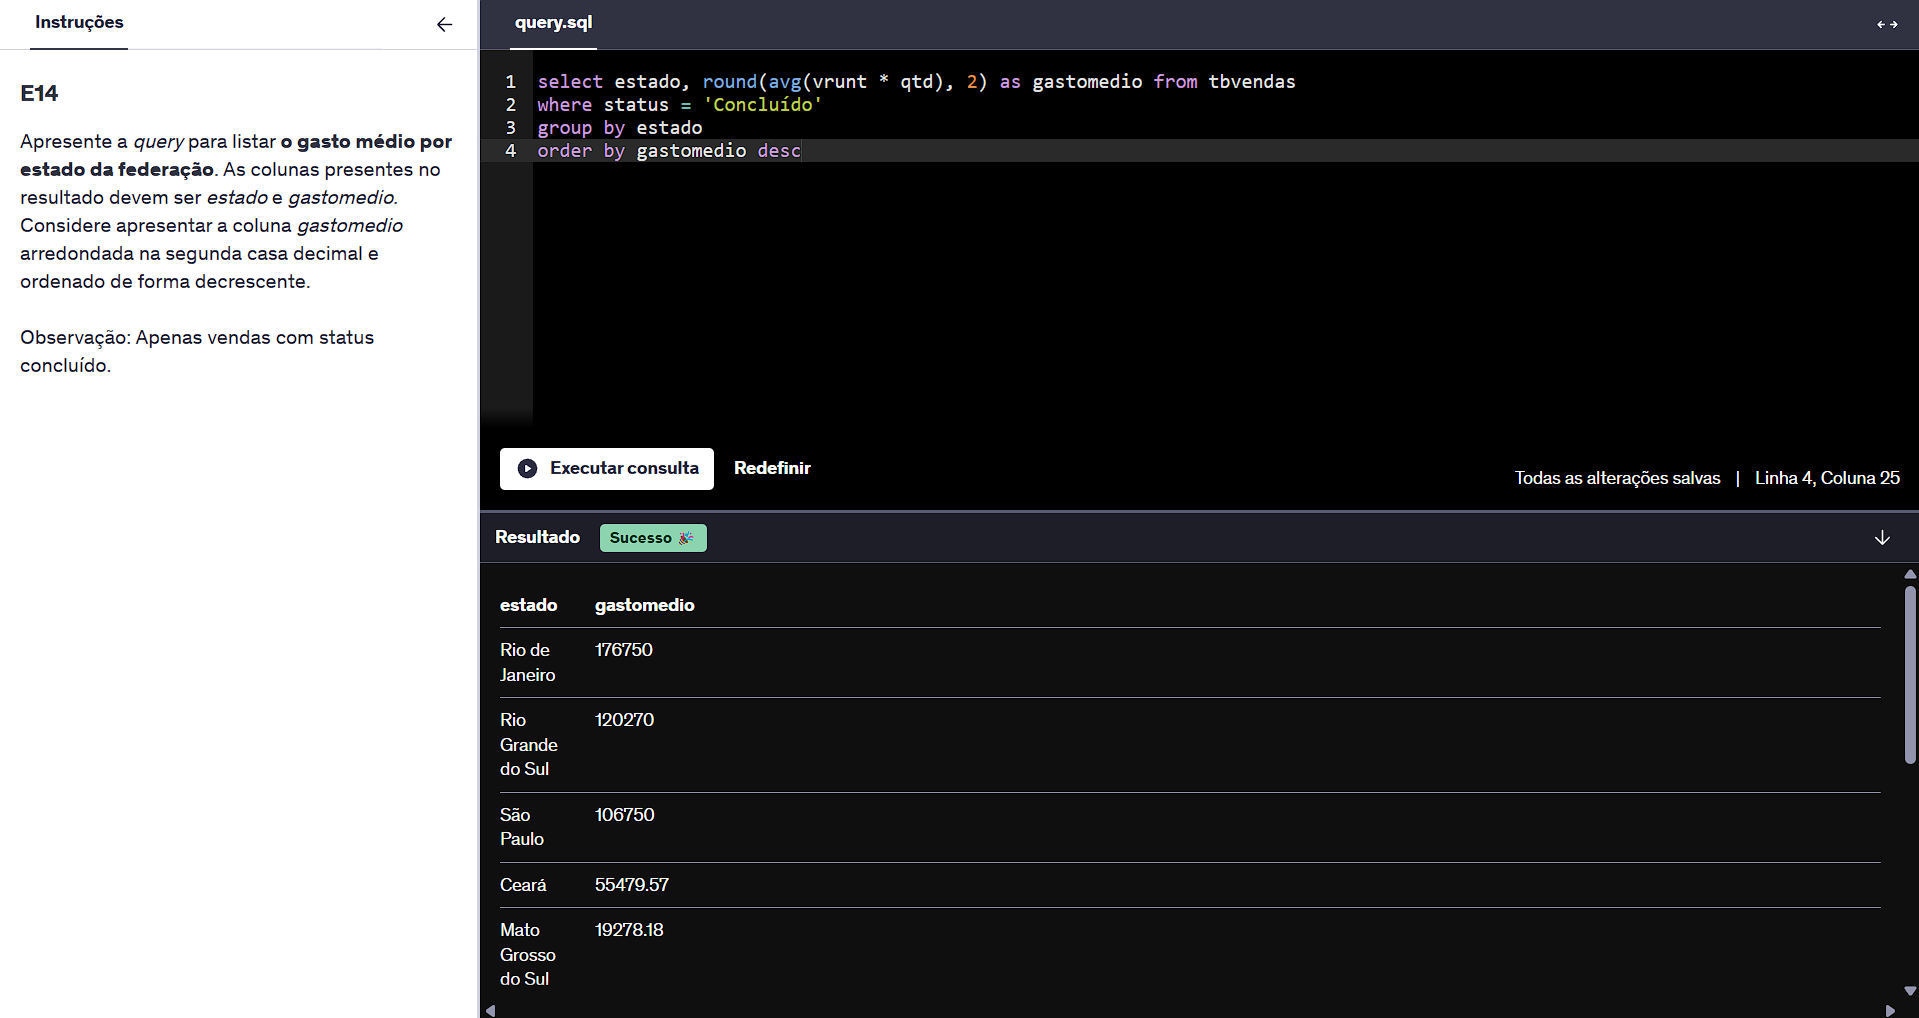 Instruções
E14
Apresente a query para listar o gasto médio por
estado da federação. As colunas presentes no
resultado devem ser estado e gastomedio.
Considere apresentar a coluna gastomedio
arredondada na segunda casa decimal e
ordenado de forma decrescente.
Observação: Apenas vendas com status
concluído.
query.sql
1 select estado, round(avg(vrunt * qtd), 2) as gastomedio from tbvendas
2 where status = 'Concluído'
3 group by estado
4 order by gastomedio desc
Executar consulta Redefinir
Todas as alterações salvas | Linha 4, Coluna 25
Resultado Sucesso
estado gastomedio
Rio de 176750
Janeiro
Rio 120270
Grande
do Sul
São 106750
Paulo
Ceará 55479.57
Mato 19278.18
Grosso
do Sul